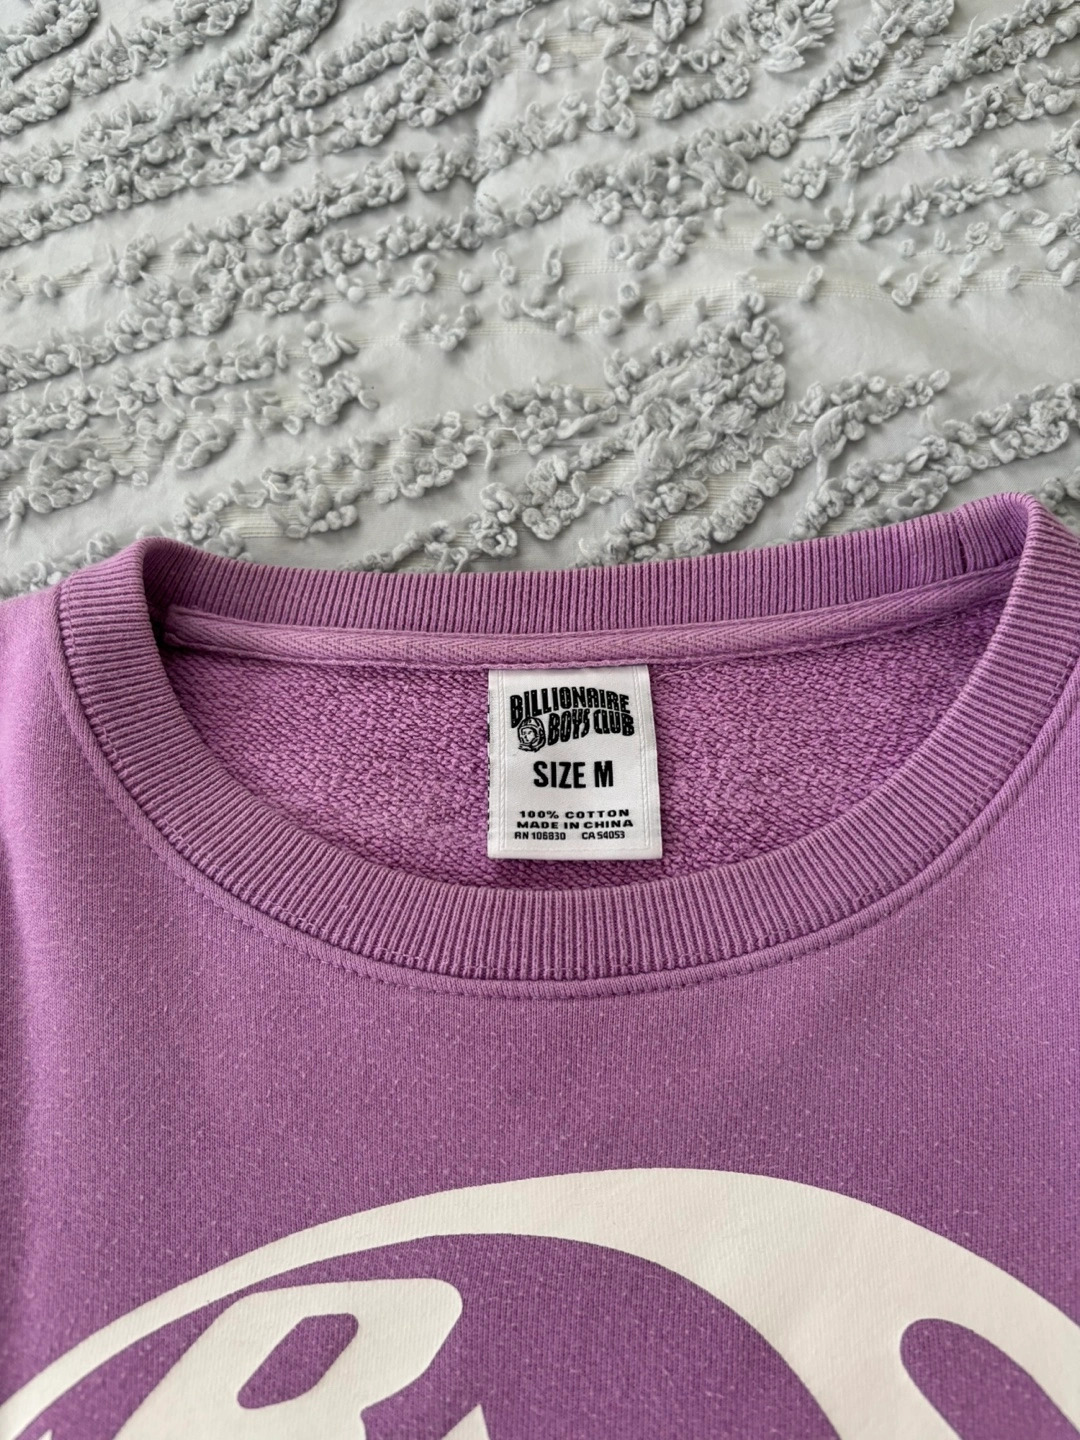 BILLIONAIRE
BOYS CLUB
SIZE M
100% COTTON
MADE IN CHINA
RN 106830 CA 54053